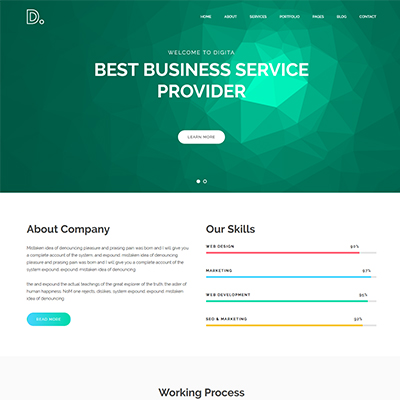 D.
HOME ABOUT SERVICES PORTFOLIO PAGES BLOG CONTACT
WELCOME TO DIGITA
BEST BUSINESS SERVICE
PROVIDER
LEARN MORE
About Company
Mistaken idea of denouncing pleasure and praising pain was born and I will give you
a complete account of the system, and expound. mistaken idea of denouncing
pleasure and praising pain was born and I will give you a complete account of the
system expound. expound. mistaken idea of denouncing.
the and expound the actual teachings of the great explorer of the truth, the
of human happiness. No one rejects, dislikes, system expound. expound. mistaken
idea of denouncing.
READ MORE
Our Skills
WEB DESIGN 90%
MARKETING 97%
WEB DEVELOPMENT 95%
SEO & MARKETING 92%
Working Process